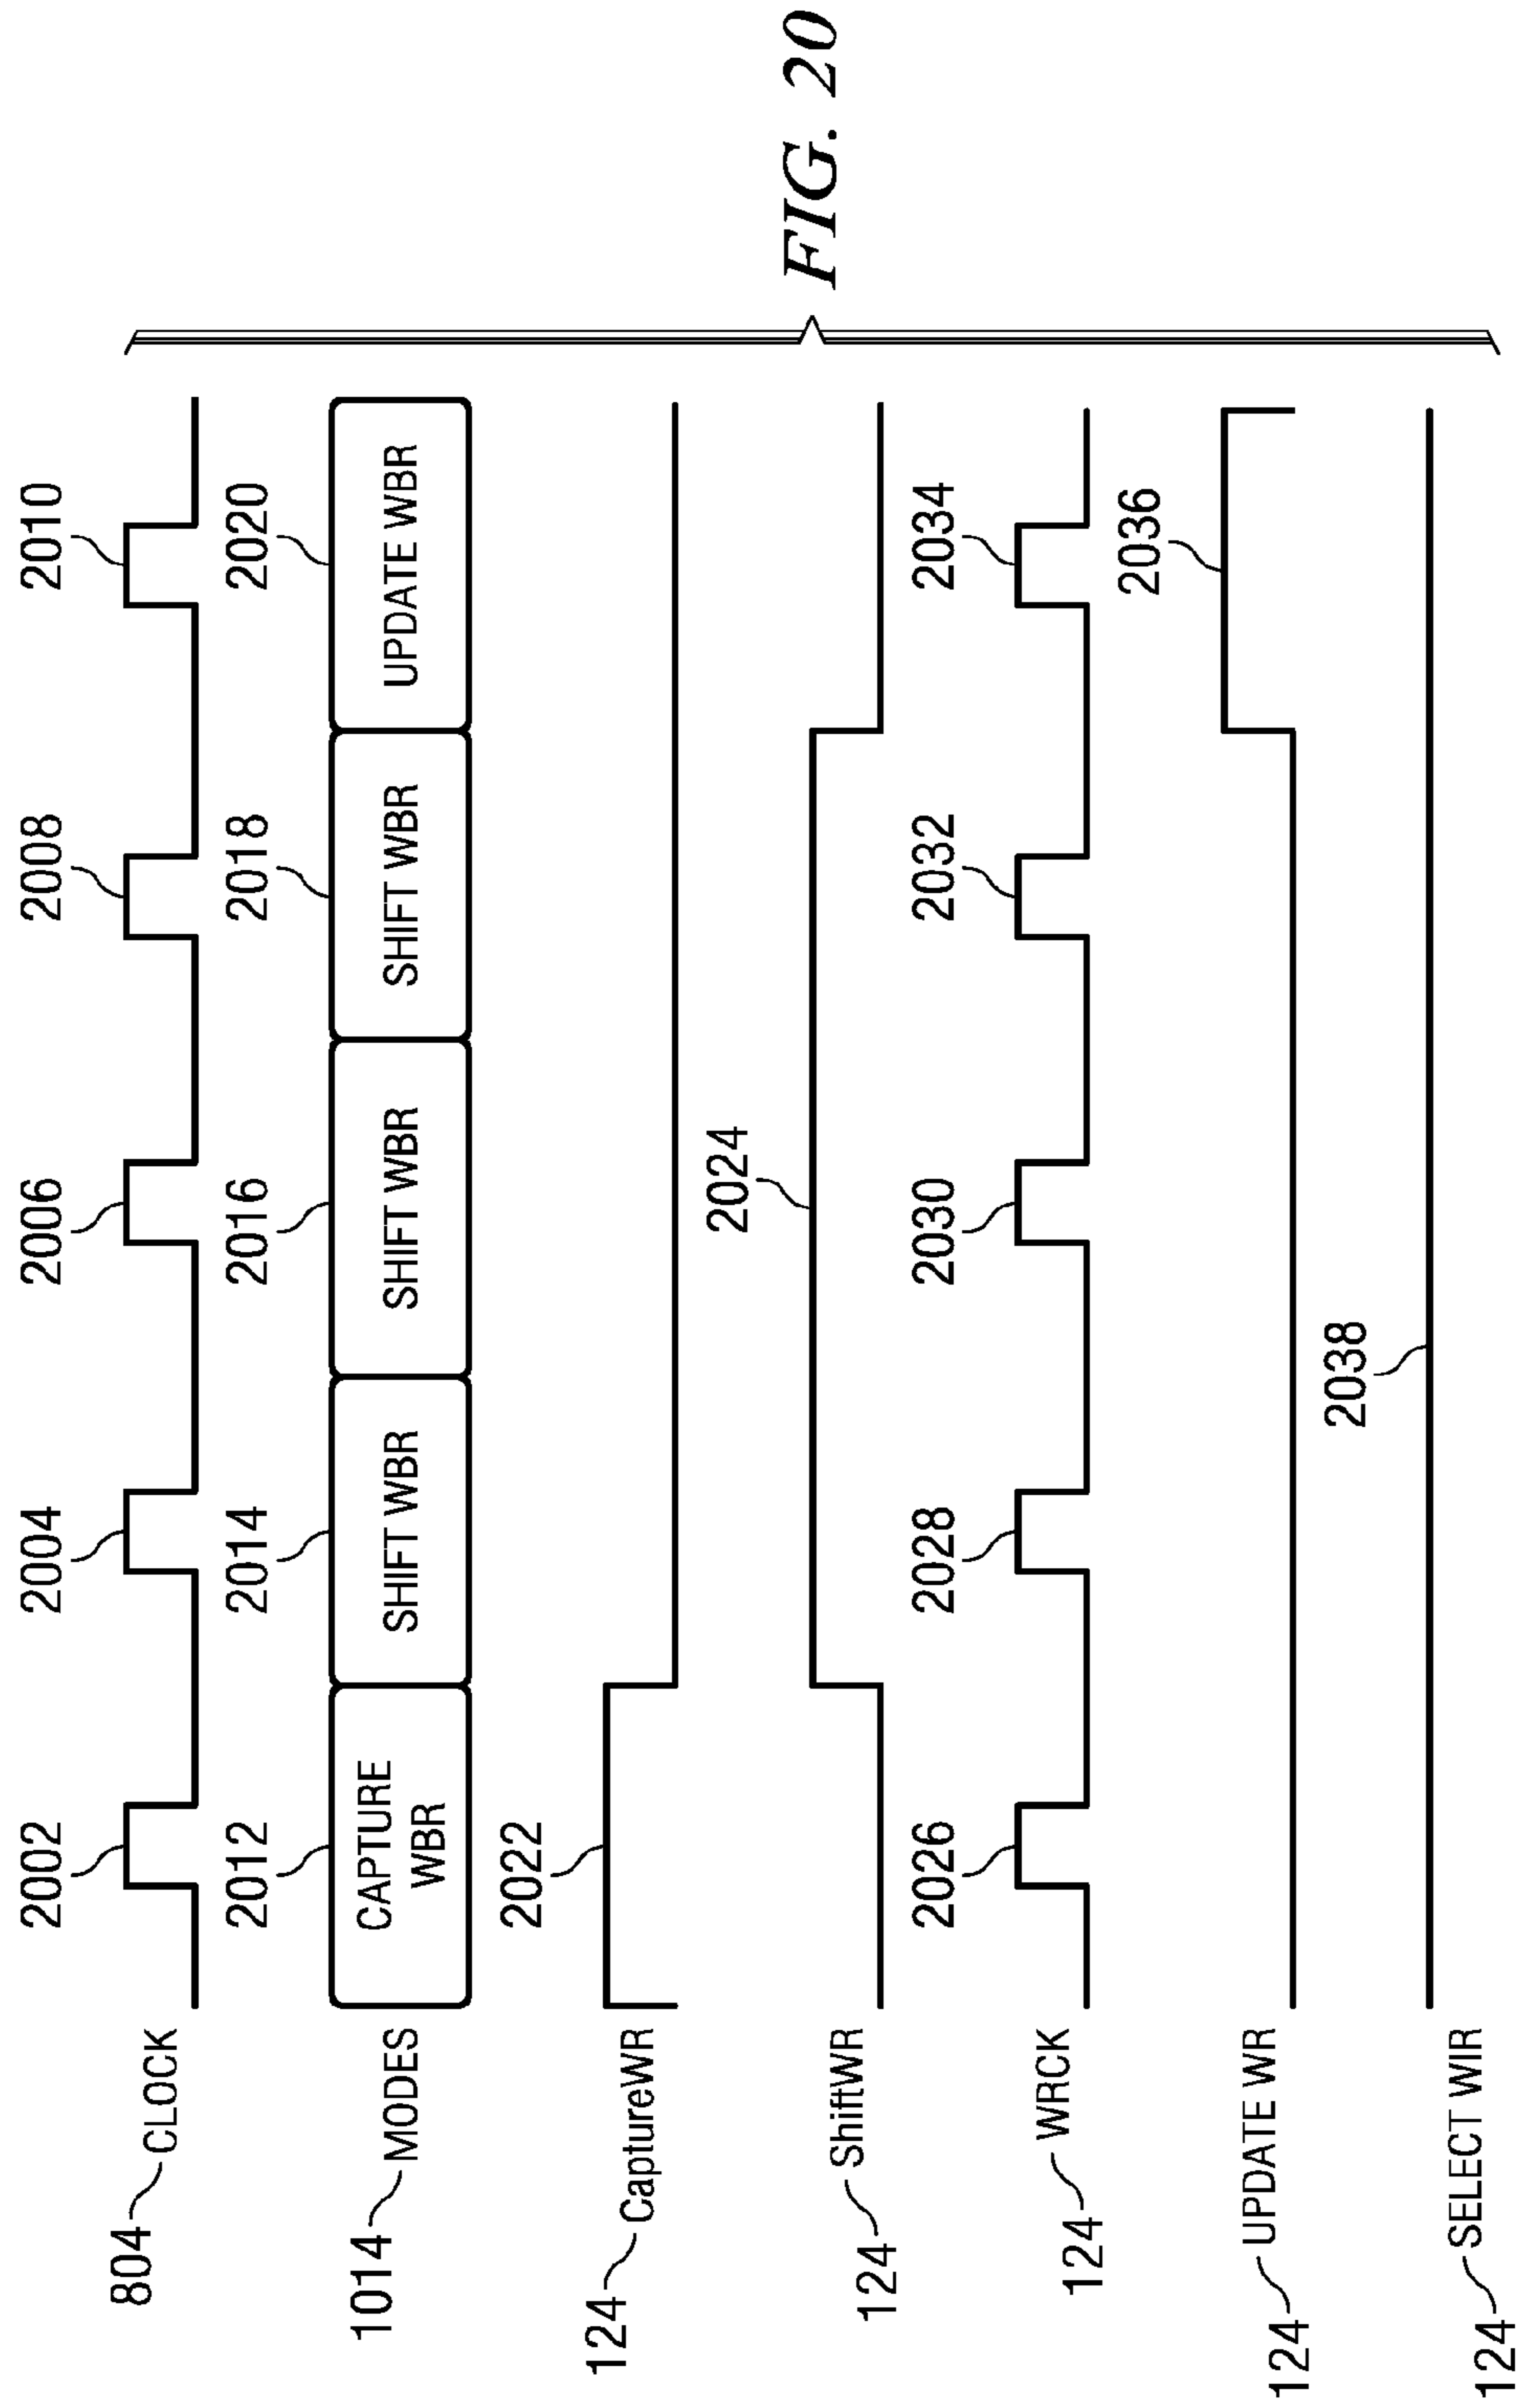 2002 2004 2006 2008 2010
804 CLOCK
2012 2014 2016 2018 2020
1014 MODES
CAPTURE
WBR
SHIFT WBR
SHIFT WBR
SHIFT WBR
UPDATE WBR
2022
124 CaptureWR
2024
124 ShiftWR
2026 2028 2030 2032 2034
124 WRCK
2036
124 UPDATE WR
2038
124 SELECT WIR
FIG. 20